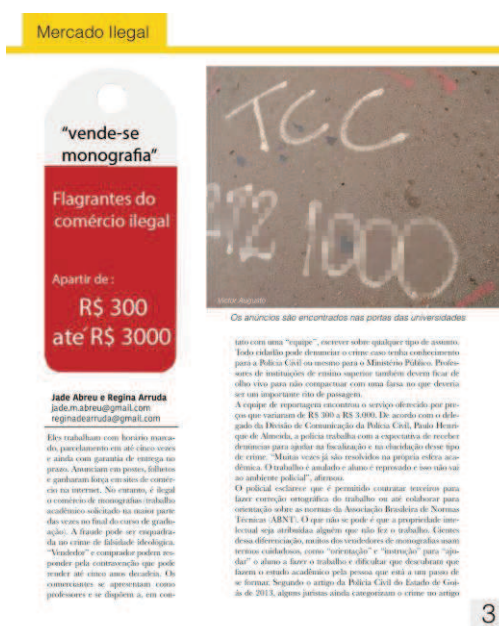 Mercado Ilegal
"vende-se
monografia"
Flagrantes do
comércio ilegal
Apartir de :
R$ 300
até R$ 3000
TCC
1000
Victor Augusto
Os anúncios são encontrados nas portas das universidades
Jade Abreu e Regina Arruda
jade.m.abreu@gmail.com
reginadearruda@gmail.com
Eles trabalham com horário marca-
do, parcelamento em até cinco vezes
e ainda com garantia de entrega no
prazo. Anunciam em postes, folhetos
e ganharam força em sites de comér-
cio na internet. No entanto, é ilegal
o comércio de monografias (trabalho
acadêmico solicitado na maior parte
das vezes no final do curso de gradu-
ação). A fraude pode ser enquadra-
da no crime de falsidade ideológica.
"Vendedor" e comprador podem res-
ponder pela contravenção que pode
render até cinco anos de cadeia. Os
comerciantes se apresentam como
professores e se dispõem a, em con-
tato com uma "equipe", escrever sobre qualquer tipo de assunto.
Todo cidadão pode denunciar o crime caso tenha conhecimento
para a Polícia Civil ou mesmo para o Ministério Público. Profes-
sores de instituições de ensino superior também devem ficar de
olho vivo para não compactuar com uma farsa no que deveria
ser um importante rito de passagem.
A equipe de reportagem encontrou o serviço oferecido por pre-
ços que variaram de R$ 300 a R$ 3.000. De acordo com o dele-
gado da Divisão de Comunicação da Polícia Civil, Paulo Henri-
que de Almeida, a polícia trabalha com a expectativa de receber
denúncias para ajudar na fiscalização e na elucidação desse tipo
de crime. "Muitas vezes já são resolvidos na própria esfera aca-
dêmica. O trabalho é anulado e aluno é reprovado e isso não vai
ao ambiente policial", afirmou.
O policial esclarece que é permitido contratar terceiros para
fazer correção ortográfica do trabalho ou até colaborar para
orientação sobre as normas da Associação Brasileira de Normas
Técnicas (ABNT). O que não se pode é que a propriedade inte-
lectual seja atribuída a alguém que não fez o trabalho. Cientes
dessa diferenciação, muitos dos vendedores de monografias usam
termos cuidadosos, como "orientação" e "instrução" para "aju-
dar" o aluno a fazer o trabalho e dificultar que descubram que
fazem o estudo acadêmico pela pessoa que está a um passo de
se formar. Segundo o artigo da Polícia Civil do Estado de Goi-
ás de 2013, alguns juristas ainda categorizam o crime no artigo
3